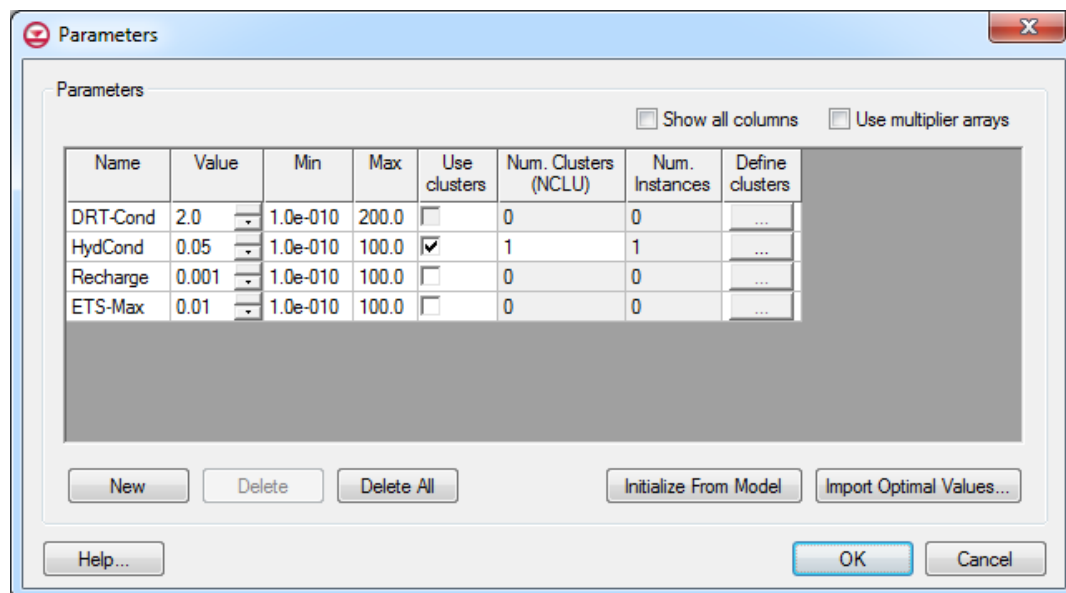 Parameters
Parameters
Show all columns Use multiplier arrays
Name Value Min Max Use clusters Num. Clusters (NCLU) Num. Instances Define clusters
DRT-Cond 2.0 1.0e-010 200.0 0 0 ...
HydCond 0.05 1.0e-010 100.0 1 1 ...
Recharge 0.001 1.0e-010 100.0 0 0 ...
ETS-Max 0.01 1.0e-010 100.0 0 0 ...
New Delete Delete All Initialize From Model Import Optimal Values...
Help... OK Cancel